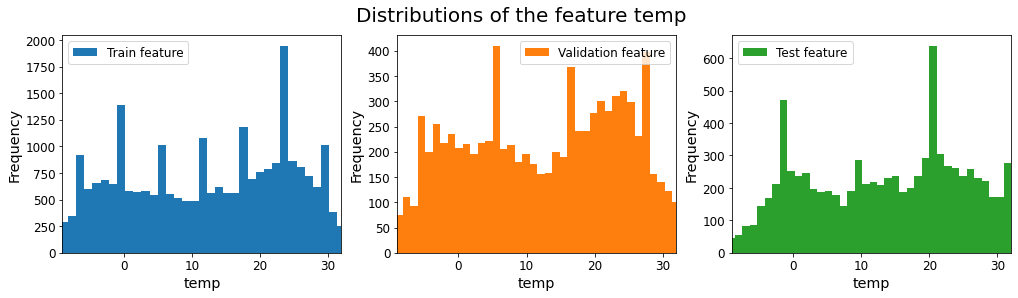 Distributions of the feature temp
Train feature
2000
1750
1500
1250
1000
750
500
250
0
Frequency
0 10 20 30
temp
Validation feature
400
350
300
250
200
150
100
50
0
Frequency
0 10 20 30
temp
Test feature
600
500
400
300
200
100
0
Frequency
0 10 20 30
temp